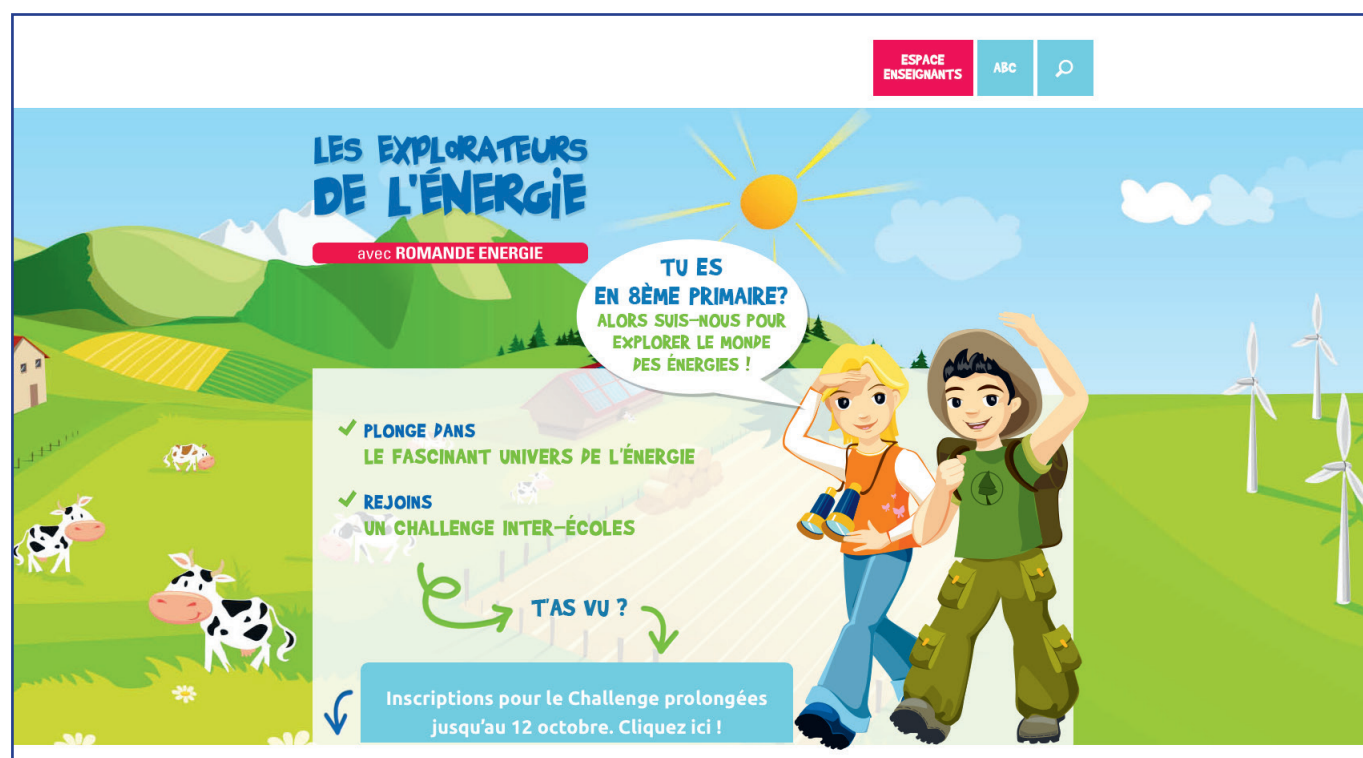 ESPACE
ENSEIGNANTS
ABC
LES EXPLORATEURS
DE L'ÉNERGIE
avec ROMANDE ENERGIE
TU ES
EN 8ÈME PRIMAIRE?
ALORS SUIS-NOUS POUR
EXPLORER LE MONDE
DES ÉNERGIES !
PLONGE DANS
LE FASCINANT UNIVERS DE L'ÉNERGIE
REJOINS
UN CHALLENGE INTER-ÉCOLES
T'AS VU ?
Inscriptions pour le Challenge prolongées
jusqu'au 12 octobre. Cliquez ici !